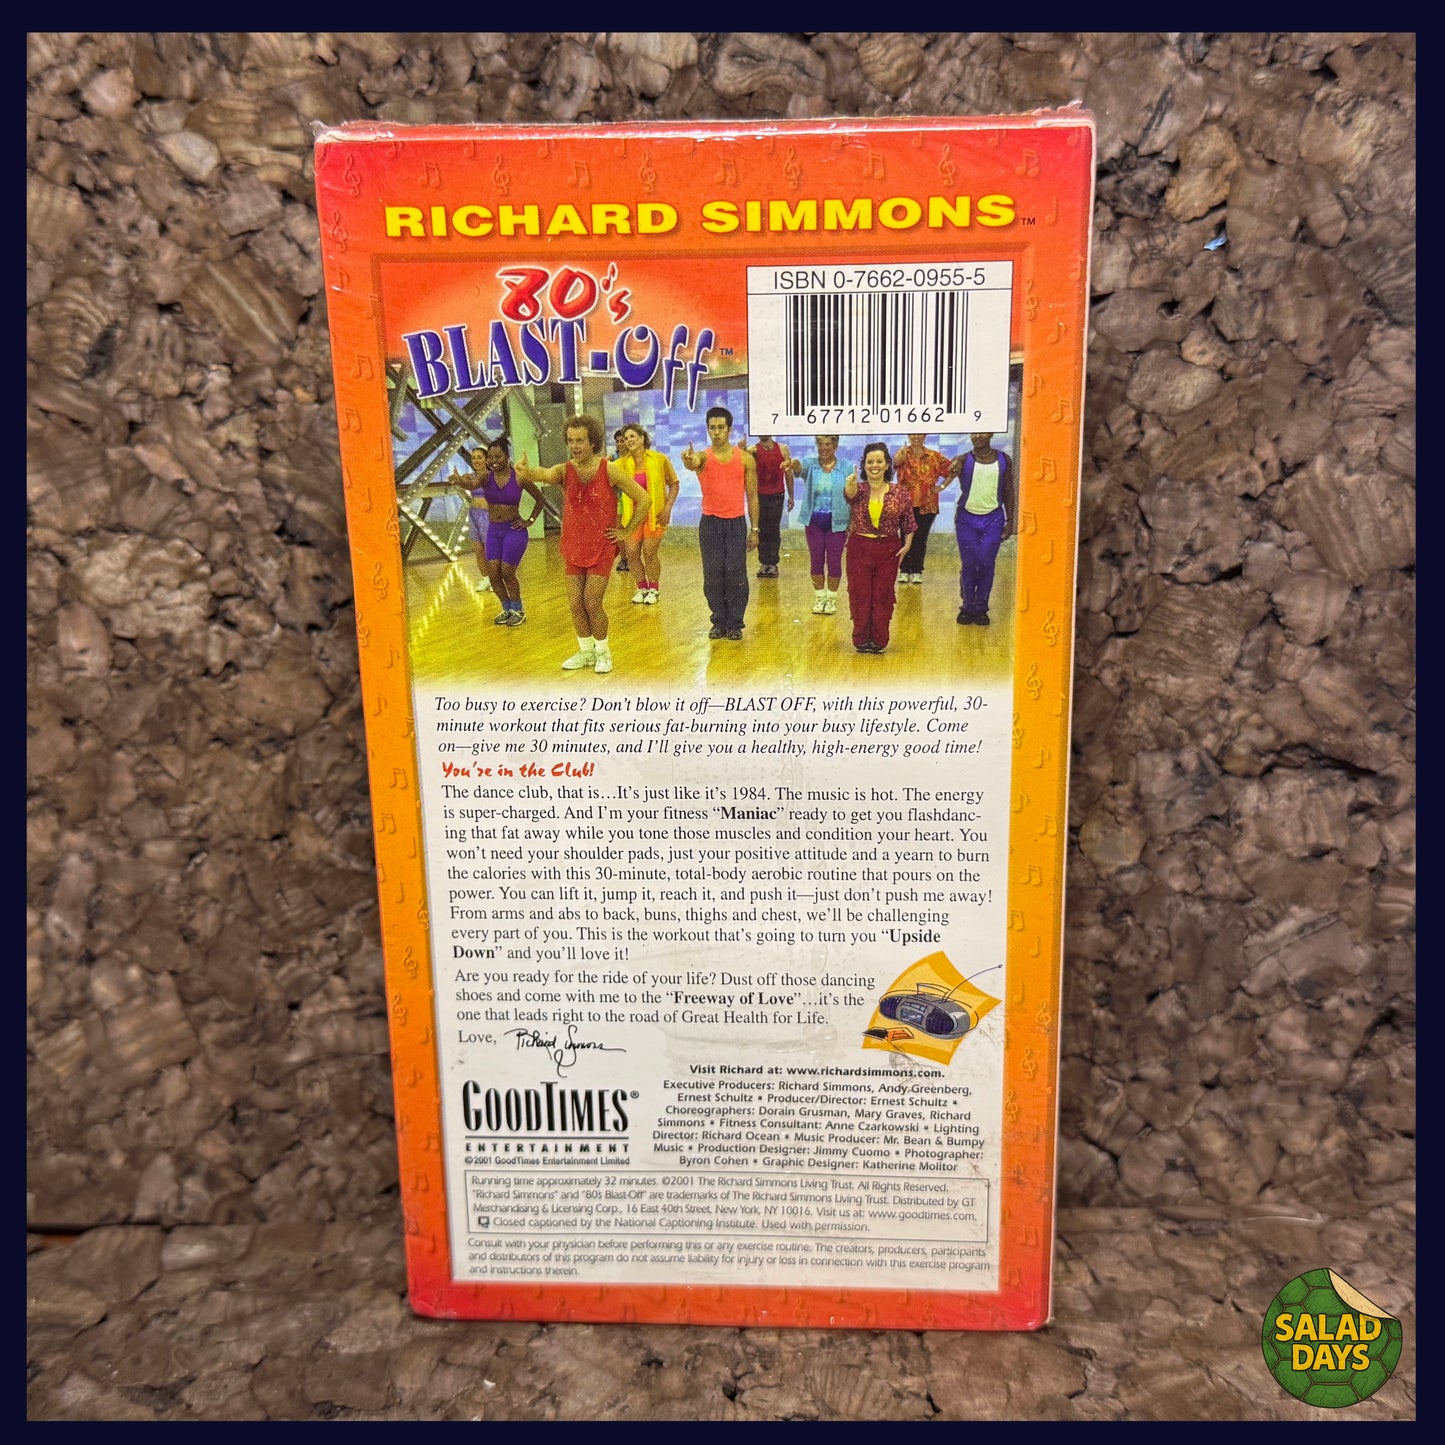 RICHARD SIMMONS™
80's
BLAST-Off™
ISBN 0-7662-0955-5
7 67712 01662 9
Too busy to exercise? Don't blow it off—BLAST OFF, with this powerful, 30-
minute workout that fits serious fat-burning into your busy lifestyle. Come
on—give me 30 minutes, and I'll give you a healthy, high-energy good time!
You're in the Club!
The dance club, that is…It's just like it's 1984. The music is hot. The energy
is super-charged. And I'm your fitness “Maniac” ready to get you flashdanc-
ing that fat away while you tone those muscles and condition your heart. You
won't need your shoulder pads, just your positive attitude and a yearn to burn
the calories with this 30-minute, total-body aerobic routine that pours on the
power. You can lift it, jump it, reach it, and push it—just don't push me away!
From arms and abs to back, buns, thighs and chest, we'll be challenging
every part of you. This is the workout that's going to turn you “Upside
Down” and you'll love it!
Are you ready for the ride of your life? Dust off those dancing
shoes and come with me to the “Freeway of Love”…it's the
one that leads right to the road of Great Health for Life.
Love, Richard Simmons
GOODTIMES®
ENTERTAINMENT
©2001 GoodTimes Entertainment Limited
Visit Richard at: www.richardsimmons.com.
Executive Producers: Richard Simmons, Andy Greenberg,
Ernest Schultz • Producer/Director: Ernest Schultz •
Choreographers: Dorain Grusman, Mary Graves, Richard
Simmons • Fitness Consultant: Anne Czarkowski • Lighting
Director: Richard Ocean • Music Producer: Mr. Bean & Bumpy
Music • Production Designer: Jimmy Cuomo • Photographer:
Byron Cohen • Graphic Designer: Katherine Molitor
Running time approximately 32 minutes. ©2001 The Richard Simmons Living Trust. All Rights Reserved.
"Richard Simmons" and "80s Blast-Off" are trademarks of The Richard Simmons Living Trust. Distributed by GT
Merchandising & Licensing Corp., 16 East 40th Street, New York, NY 10016. Visit us at: www.goodtimes.com.
Closed captioned by the National Captioning Institute. Used with permission.
Consult with your physician before performing this or any exercise routine. The creators, producers, participants
and distributors of this program do not assume liability for injury or loss in connection with this exercise program
and instructions therein.
SALAD
DAYS